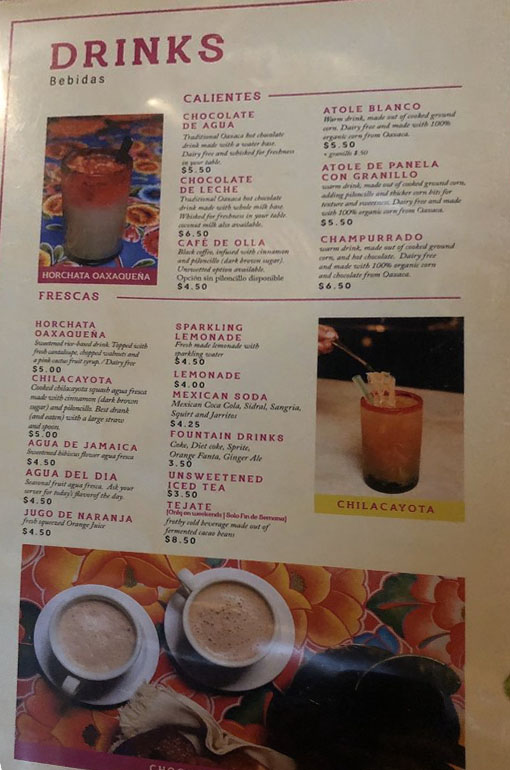 DRINKS
Bebidas
CALIENTES
CHOCOLATE
DE AGUA
Traditional Oaxaca hot chocolate
drink made with a water base.
Dairy free and whisked for freshness
in your table.
$5.50
CHOCOLATE
DE LECHE
Traditional Oaxaca hot chocolate
drink made with whole milk base.
Whisked for freshness in your table
coconut milk also available.
$6.50
CAFÉ DE OLLA
Black coffee, infused with cinnamon
and piloncillo (dark brown sugar).
Unsweetted option available.
Opción sin piloncillo disponible
$4.50
ATOLE BLANCO
Warm drink, made out of cooked ground
corn. Dairy free and made with 100%
organic corn from Oaxaca.
$5.50
+ granillo $.50
ATOLE DE PANELA
CON GRANILLO
warm drink, made out of cooked ground corn,
adding piloncillo and thicker corn bits for
texture and sweetness. Dairy free and made
with 100% organic corn from Oaxaca.
$5.50
CHAMPURRADO
warm drink, made out of cooked ground
corn, and hot chocolate. Dairy free
and made with 100% organic corn
and chocolate from Oaxaca.
$6.50
HORCHATA OAXAQUEÑA
FRESCAS
HORCHATA
OAXAQUEÑA
Sweetened rice-based drink. Topped with
fresh cantaloupe, chopped walnuts and
a pink cactus fruit syrup. / Dairy free
$5.00
CHILACAYOTA
Cooked chilacayota squash agua fresca
made with cinnamon (dark brown
sugar) and piloncillo. Best drank
(and eaten) with a large straw
and spoon.
$5.00
AGUA DE JAMAICA
Sweetened hibiscus flower agua fresca
$4.50
AGUA DEL DIA
Seasonal fruit agua fresca. Ask your
server for today's flavor of the day.
$4.50
JUGO DE NARANJA
fresh squeezed Orange Juice
$4.50
SPARKLING
LEMONADE
Fresh made lemonade with
sparkling water
$4.50
LEMONADE
$4.00
MEXICAN SODA
Mexican Coca Cola, Sidral, Sangria,
Squirt and Jarritos
$4.25
FOUNTAIN DRINKS
Coke, Diet coke, Sprite,
Orange Fanta, Ginger Ale
3.50
UNSWEETENED
ICED TEA
$3.50
TEJATE
[Only on weekends | Solo Fin de Semana]
frothy cold beverage made out of
fermented cacao beans
$8.50
CHILACAYOTA